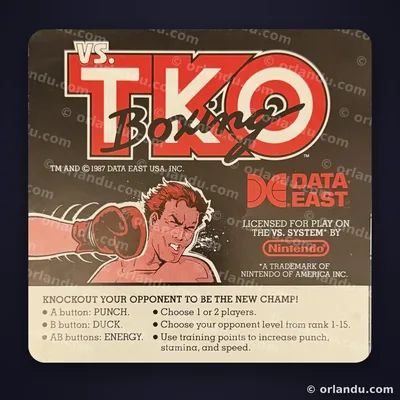 VS.
TKO
Boxing
TM
TM AND © 1987 DATA EAST USA, INC.
DATA
EAST
LICENSED FOR PLAY ON
THE VS. SYSTEM* BY
Nintendo
*A TRADEMARK OF
NINTENDO OF AMERICA INC.
KNOCKOUT YOUR OPPONENT TO BE THE NEW CHAMP!
• A button: PUNCH.
• B button: DUCK.
• AB buttons: ENERGY.
• Choose 1 or 2 players.
• Choose your opponent level from rank 1-15.
• Use training points to increase punch,
stamina, and speed.
© orlandu.com